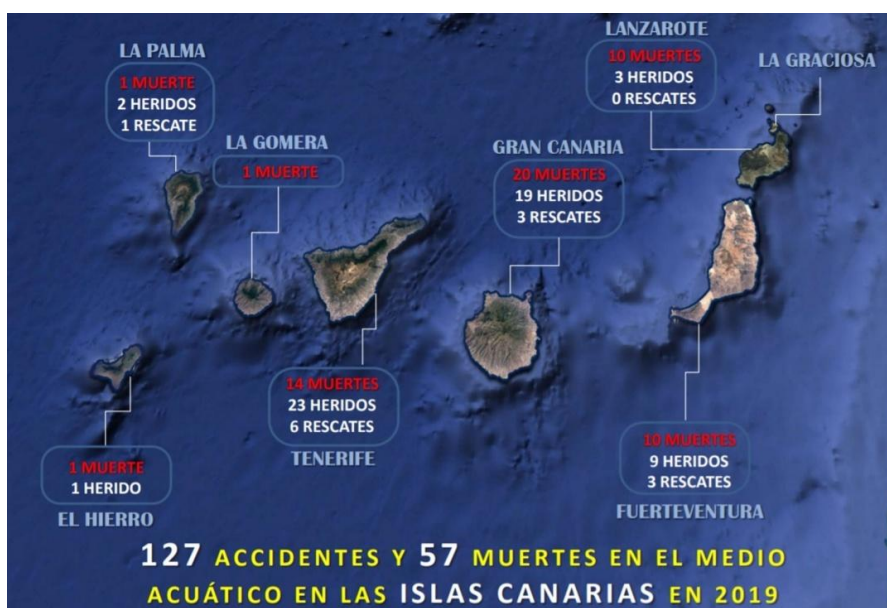 LA PALMA
1 MUERTE
2 HERIDOS
1 RESCATE
LA GOMERA
1 MUERTE
EL HIERRO
1 MUERTE
1 HERIDO
TENERIFE
14 MUERTES
23 HERIDOS
6 RESCATES
GRAN CANARIA
20 MUERTES
19 HERIDOS
3 RESCATES
LANZAROTE
10 MUERTES
3 HERIDOS
0 RESCATES
LA GRACIOSA
10 MUERTES
9 HERIDOS
3 RESCATES
FUERTEVENTURA
127 ACCIDENTES Y 57 MUERTES EN EL MEDIO
ACUÁTICO EN LAS ISLAS CANARIAS EN 2019